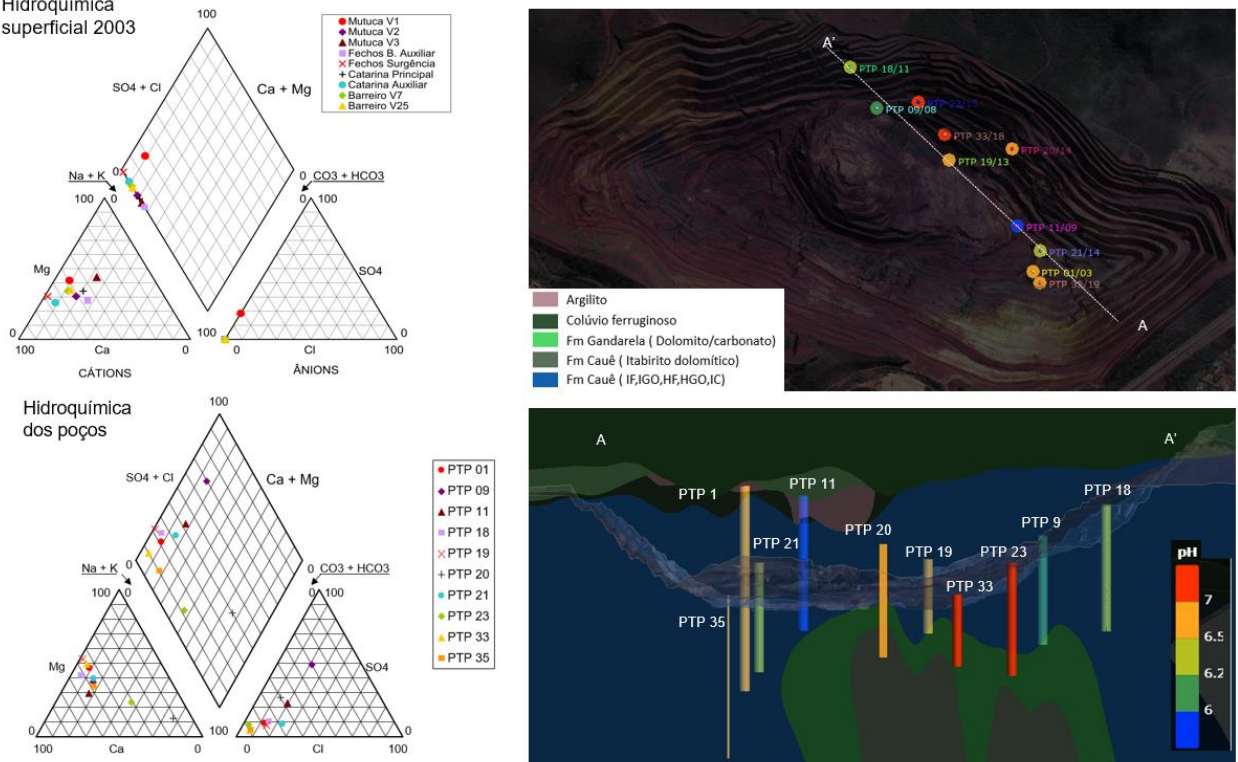 Hidroquímica
superficial 2003
100
SO4 + Cl
Ca + Mg
Mutuca V1
Mutuca V2
Mutuca V3
Fechos B. Auxiliar
Fechos Surgência
Catarina Principal
Catarina Auxiliar
Barreiro V7
Barreiro V25
0
0
Na + K
CO3 + HCO3
100
0
0
100
Mg
SO4
0
100
0
100
Ca
0
0
Cl
100
CÁTIONS
ÂNIONS
Hidroquímica
dos poços
100
SO4 + Cl
Ca + Mg
PTP 01
PTP 09
PTP 11
PTP 18
PTP 19
PTP 20
PTP 21
PTP 23
PTP 33
PTP 35
0
0
Na + K
CO3 + HCO3
100
0
0
100
Mg
SO4
0
100
0
100
Ca
0
0
Cl
100
A'
PTP 18/11
PTP 23/15
PTP 09/08
PTP 33/18
PTP 20/14
PTP 19/13
PTP 11/09
PTP 21/14
PTP 01/03
A
Argilito
Colúvio ferruginoso
Fm Gandarela ( Dolomito/carbonato)
Fm Cauê ( Itabirito dolomítico)
Fm Cauê ( IF,IGO,HF,HGO,IC)
A
A'
PTP 1
PTP 11
PTP 18
PTP 20
PTP 9
PTP 21
PTP 19
PTP 23
PTP 33
PTP 35
pH
7
6.5
6.2
6